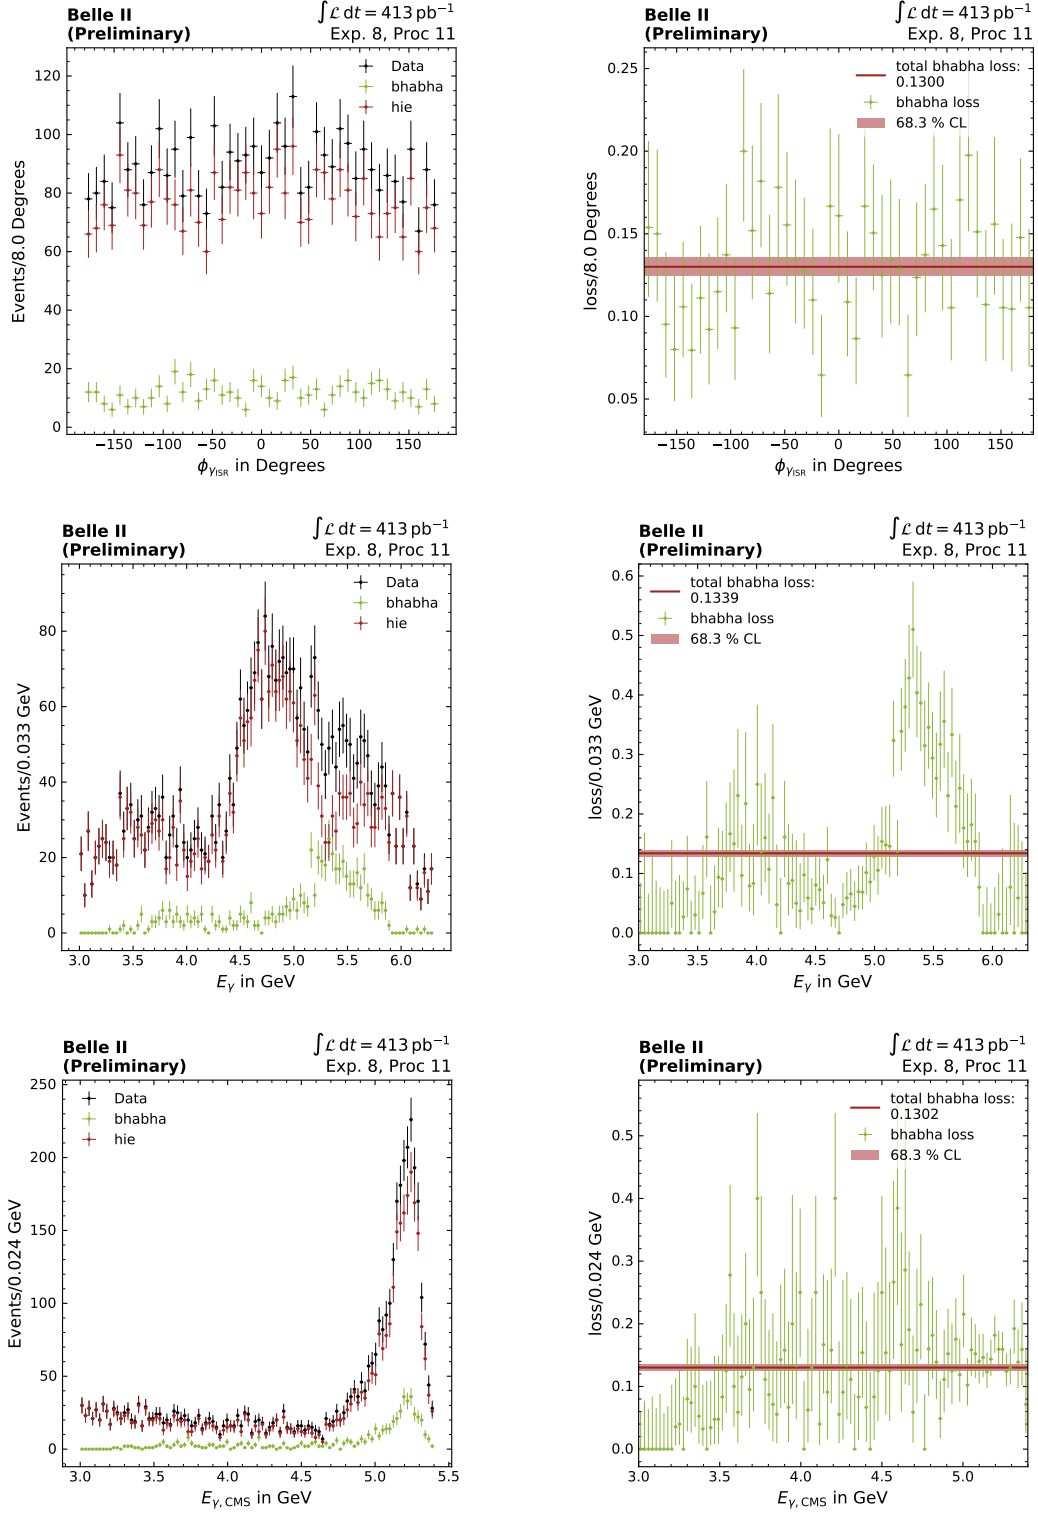 Belle II
(Preliminary)
∫ℒ dt = 413 pb⁻¹
Exp. 8, Proc 11
Data
bhabha
hie
Events/8.0 Degrees
120
100
80
60
40
20
0
−150 −100 −50 0 50 100 150
ϕγISR in Degrees
Belle II
(Preliminary)
∫ℒ dt = 413 pb⁻¹
Exp. 8, Proc 11
total bhabha loss:
0.1300
bhabha loss
68.3 % CL
loss/8.0 Degrees
0.25
0.20
0.15
0.10
0.05
−150 −100 −50 0 50 100 150
ϕγISR in Degrees
Belle II
(Preliminary)
∫ℒ dt = 413 pb⁻¹
Exp. 8, Proc 11
Data
bhabha
hie
Events/0.033 GeV
80
60
40
20
0
3.0 3.5 4.0 4.5 5.0 5.5 6.0
Eγ in GeV
Belle II
(Preliminary)
∫ℒ dt = 413 pb⁻¹
Exp. 8, Proc 11
total bhabha loss:
0.1339
bhabha loss
68.3 % CL
loss/0.033 GeV
0.6
0.5
0.4
0.3
0.2
0.1
0.0
3.0 3.5 4.0 4.5 5.0 5.5 6.0
Eγ in GeV
Belle II
(Preliminary)
∫ℒ dt = 413 pb⁻¹
Exp. 8, Proc 11
Data
bhabha
hie
Events/0.024 GeV
250
200
150
100
50
0
3.0 3.5 4.0 4.5 5.0 5.5
Eγ, CMS in GeV
Belle II
(Preliminary)
∫ℒ dt = 413 pb⁻¹
Exp. 8, Proc 11
total bhabha loss:
0.1302
bhabha loss
68.3 % CL
loss/0.024 GeV
0.5
0.4
0.3
0.2
0.1
0.0
3.0 3.5 4.0 4.5 5.0
Eγ, CMS in GeV